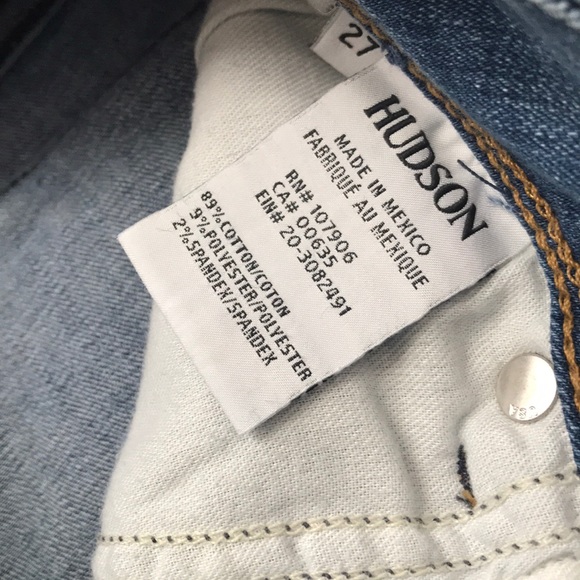 27
HUDSON
MADE IN MEXICO
FABRIQUÉ AU MEXIQUE
RN# 107906
CA# 00635
EIN# 20-3082491
89%COTTON/COTON
9%POLYESTER/POLYESTER
2%SPANDEX/SPANDEX